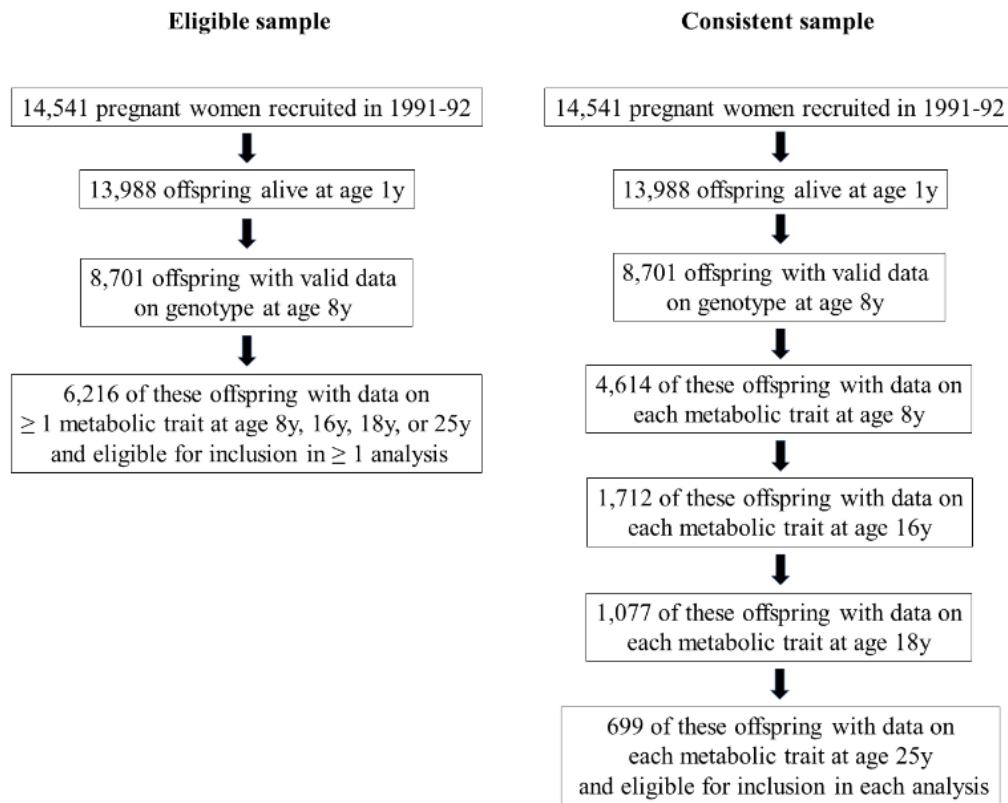 Eligible sample
14,541 pregnant women recruited in 1991-92
13,988 offspring alive at age 1y
8,701 offspring with valid data
on genotype at age 8y
6,216 of these offspring with data on
≥ 1 metabolic trait at age 8y, 16y, 18y, or 25y
and eligible for inclusion in ≥ 1 analysis
Consistent sample
14,541 pregnant women recruited in 1991-92
13,988 offspring alive at age 1y
8,701 offspring with valid data
on genotype at age 8y
4,614 of these offspring with data on
each metabolic trait at age 8y
1,712 of these offspring with data on
each metabolic trait at age 16y
1,077 of these offspring with data on
each metabolic trait at age 18y
699 of these offspring with data on
each metabolic trait at age 25y
and eligible for inclusion in each analysis